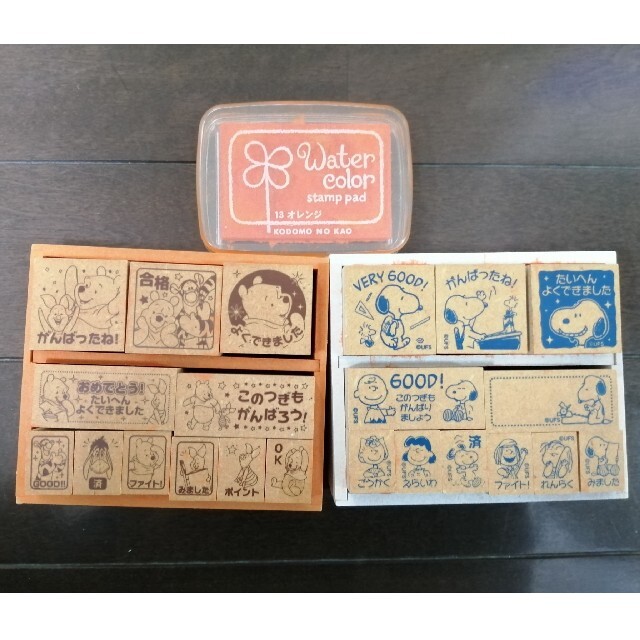 Water
color
stamp pad
13 オレンジ
KODOMO NO KAO
がんばったね!
合格
よくできました
おめでとう!
たいへん
よくできました
このつぎも
がんばろう!
GOOD!!
済
ファイト!
みました
ポイント
OK
VERY GOOD!
がんばったね!
たいへん
よくできました
GOOD!
このつぎも
がんばり
ましょう
ごうかく
えらいわ
済
ファイト!
れんらく
みました